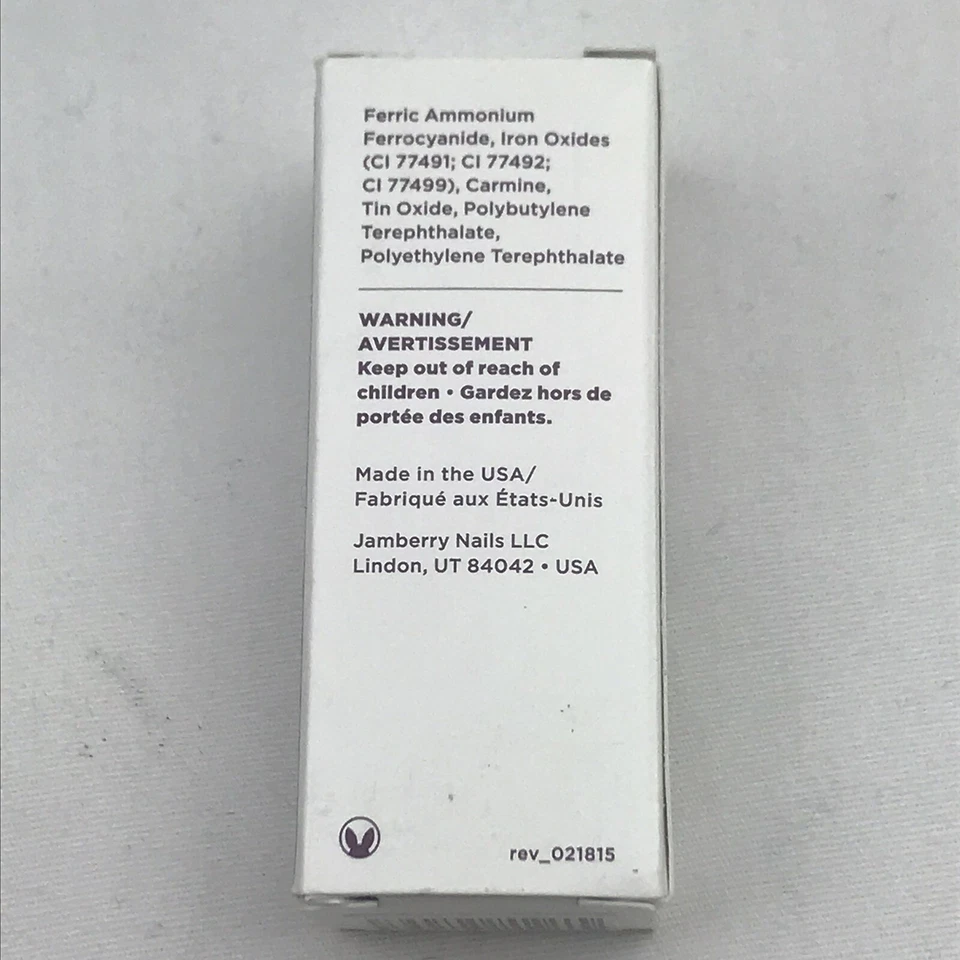 Ferric Ammonium
Ferrocyanide, Iron Oxides
(CI 77491; CI 77492;
CI 77499), Carmine,
Tin Oxide, Polybutylene
Terephthalate,
Polyethylene Terephthalate
WARNING/
AVERTISSEMENT
Keep out of reach of
children • Gardez hors de
portée des enfants.
Made in the USA/
Fabriqué aux États-Unis
Jamberry Nails LLC
Lindon, UT 84042 • USA
rev_021815